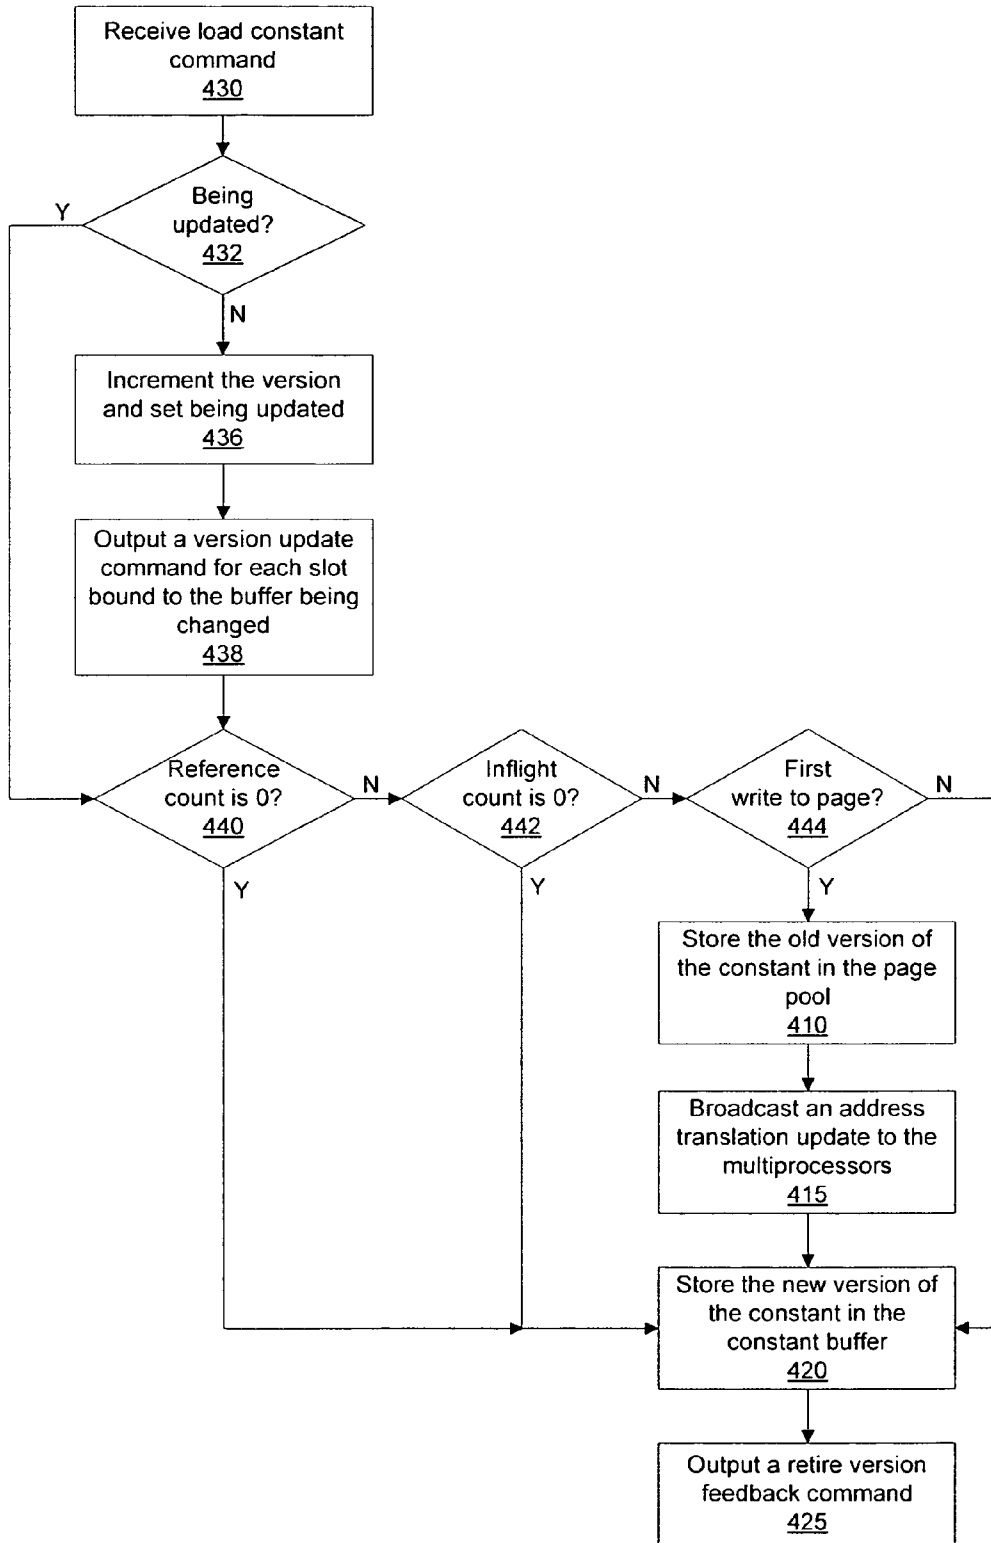 Receive load constant
command
430
Being
updated?
432
Y
N
Increment the version
and set being updated
436
Output a version update
command for each slot
bound to the buffer being
changed
438
Reference
count is 0?
440
N
Y
Inflight
count is 0?
442
N
Y
First
write to page?
444
N
Y
Store the old version of
the constant in the page
pool
410
Broadcast an address
translation update to the
multiprocessors
415
Store the new version of
the constant in the
constant buffer
420
Output a retire version
feedback command
425